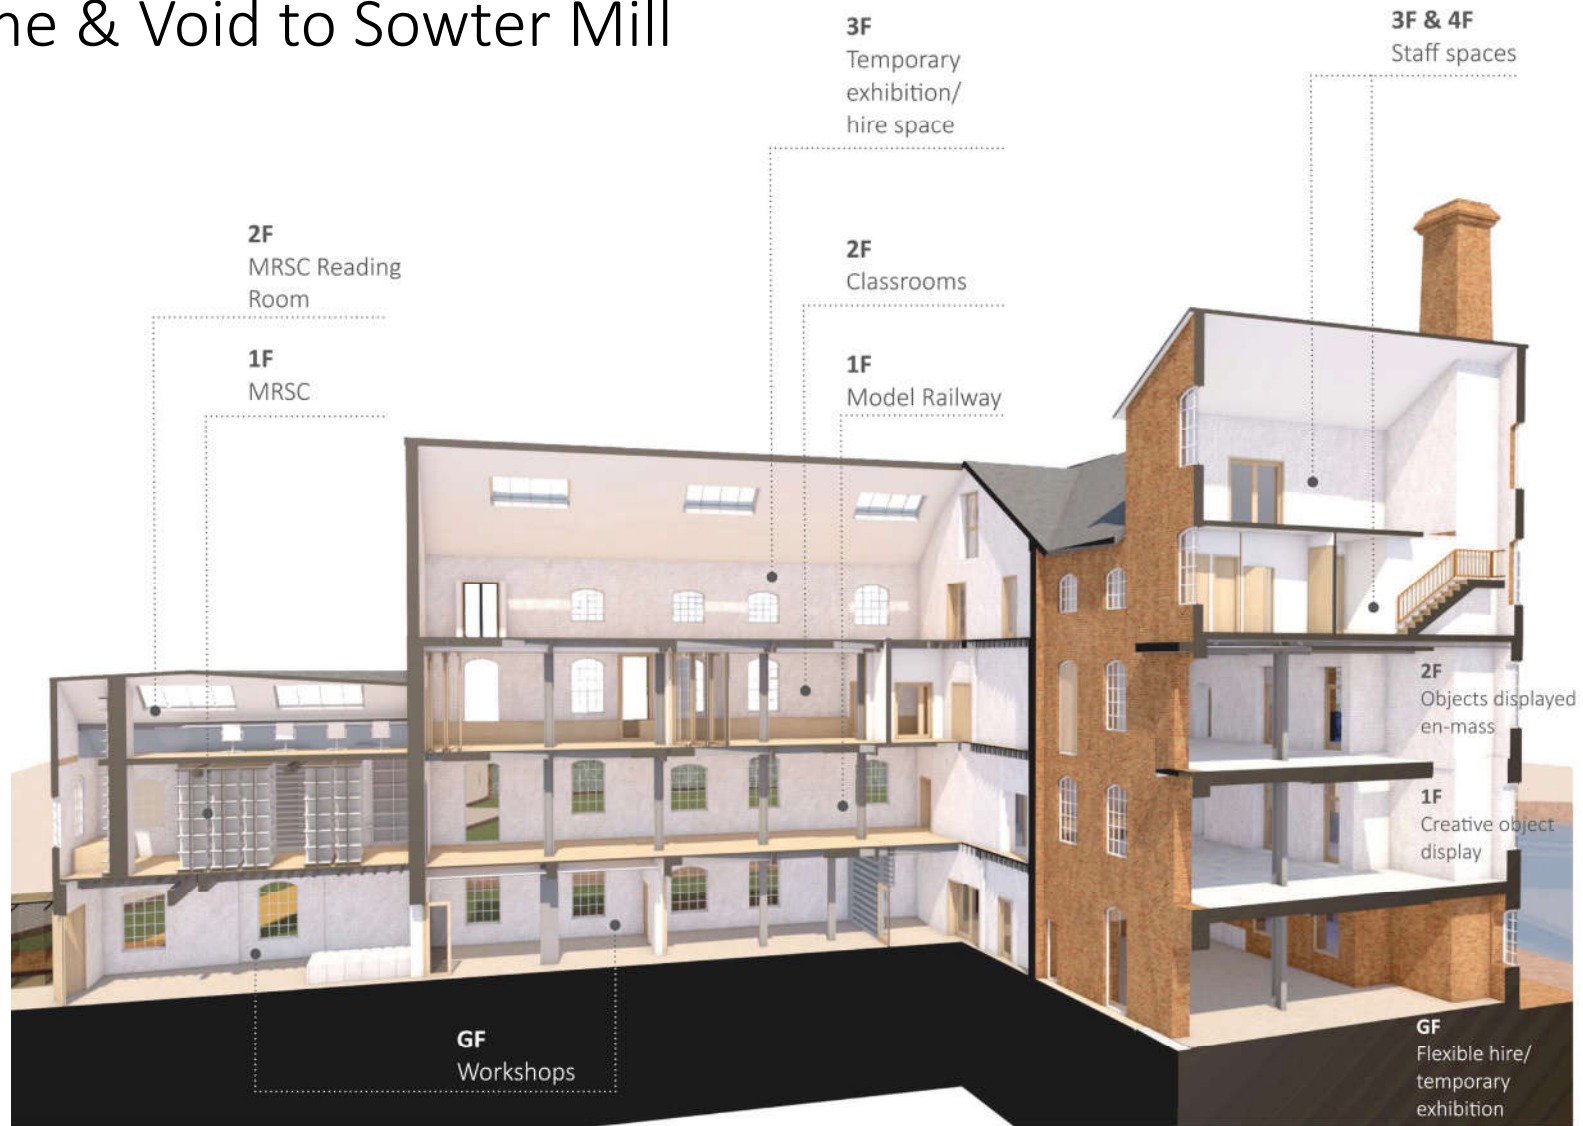 & Void to Sowter Mill
3F
Temporary
exhibition/
hire space
3F & 4F
Staff spaces
2F
MRSC Reading
Room
2F
Classrooms
1F
MRSC
1F
Model Railway
2F
Objects displayed
en-mass
1F
Creative object
display
GF
Workshops
GF
Flexible hire/
temporary
exhibition